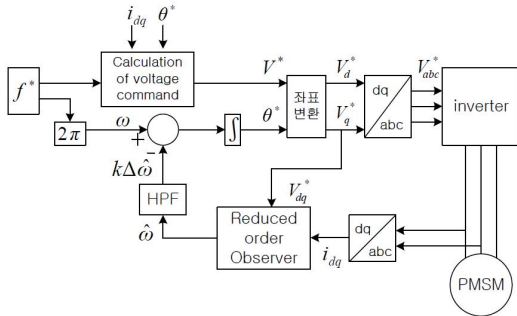 i_dq θ*
Calculation
of voltage
command
f*
V*
V_d*
V_abc*
2π
ω
+
−
∫
θ*
좌표
변환
V_q*
dq
abc
inverter
kΔω̂
HPF
ω̂
V_dq*
Reduced
order
Observer
i_dq
dq
abc
PMSM